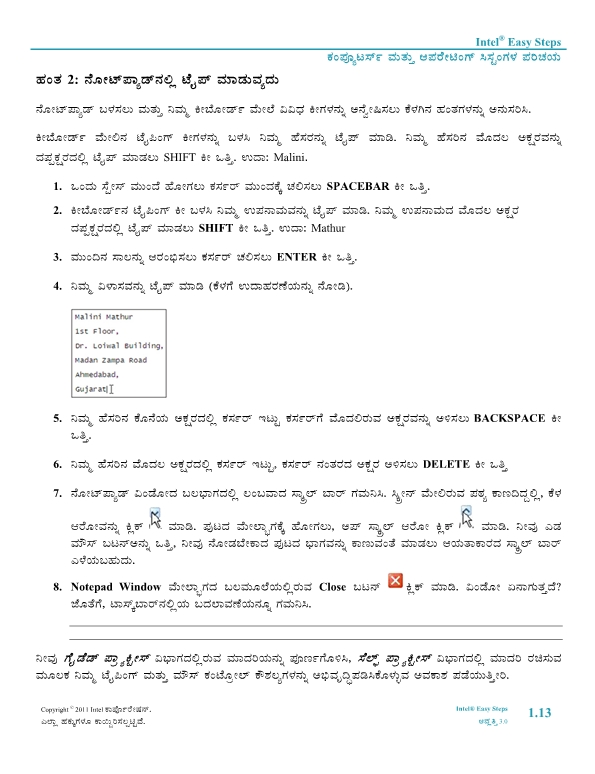 Intel® Easy Steps
ಕಂಪ್ಯೂಟರ್ಸ್ ಮತ್ತು ಆಪರೇಟಿಂಗ್ ಸಿಸ್ಟಂಗಳ ಪರಿಚಯ
ಹಂತ 2: ನೋಟ್‌ಪ್ಯಾಡ್‌ನಲ್ಲಿ ಟೈಪ್ ಮಾಡುವ್ಯದು
ನೋಟ್‌ಪ್ಯಾಡ್ ಬಳಸಲು ಮತ್ತು ನಿಮ್ಮ ಕೀಬೋರ್ಡ್ ಮೇಲೆ ವಿವಿಧ ಕೀಗಳನ್ನು ಅನ್ವೇಷಿಸಲು ಕೆಳಗಿನ ಹಂತಗಳನ್ನು ಅನುಸರಿಸಿ.
ಕೀಬೋರ್ಡ್ ಮೇಲಿನ ಟೈಪಿಂಗ್ ಕೀಗಳನ್ನು ಬಳಸಿ ನಿಮ್ಮ ಹೆಸರನ್ನು ಟೈಪ್ ಮಾಡಿ. ನಿಮ್ಮ ಹೆಸರಿನ ಮೊದಲ ಅಕ್ಷರವನ್ನು
ದಪ್ಪಕ್ಷರದಲ್ಲಿ ಟೈಪ್ ಮಾಡಲು SHIFT ಕೀ ಒತ್ತಿ. ಉದಾ: Malini.
1. ಒಂದು ಸ್ಪೇಸ್ ಮುಂದೆ ಹೋಗಲು ಕರ್ಸರ್ ಮುಂದಕ್ಕೆ ಚಲಿಸಲು SPACEBAR ಕೀ ಒತ್ತಿ.
2. ಕೀಬೋರ್ಡ್‌ನ ಟೈಪಿಂಗ್ ಕೀ ಬಳಸಿ ನಿಮ್ಮ ಉಪನಾಮವನ್ನು ಟೈಪ್ ಮಾಡಿ. ನಿಮ್ಮ ಉಪನಾಮದ ಮೊದಲ ಅಕ್ಷರ
ದಪ್ಪಕ್ಷರದಲ್ಲಿ ಟೈಪ್ ಮಾಡಲು SHIFT ಕೀ ಒತ್ತಿ. ಉದಾ: Mathur
3. ಮುಂದಿನ ಸಾಲನ್ನು ಆರಂಭಿಸಲು ಕರ್ಸರ್ ಚಲಿಸಲು ENTER ಕೀ ಒತ್ತಿ.
4. ನಿಮ್ಮ ವಿಳಾಸವನ್ನು ಟೈಪ್ ಮಾಡಿ (ಕೆಳಗೆ ಉದಾಹರಣೆಯನ್ನು ನೋಡಿ).
Malini Mathur
1st Floor,
Dr. Loiwal Building,
Madan Zampa Road
Ahmedabad,
Gujarat
5. ನಿಮ್ಮ ಹೆಸರಿನ ಕೊನೆಯ ಅಕ್ಷರದಲ್ಲಿ ಕರ್ಸರ್ ಇಟ್ಟು ಕರ್ಸರ್‌ಗೆ ಮೊದಲಿರುವ ಅಕ್ಷರವನ್ನು ಅಳಿಸಲು BACKSPACE ಕೀ
ಒತ್ತಿ.
6. ನಿಮ್ಮ ಹೆಸರಿನ ಮೊದಲ ಅಕ್ಷರದಲ್ಲಿ ಕರ್ಸರ್ ಇಟ್ಟು, ಕರ್ಸರ್ ನಂತರದ ಅಕ್ಷರ ಅಳಿಸಲು DELETE ಕೀ ಒತ್ತಿ
7. ನೋಟ್‌ಪ್ಯಾಡ್ ವಿಂಡೋದ ಬಲಭಾಗದಲ್ಲಿ ಲಂಬವಾದ ಸ್ಕ್ರಾಲ್ ಬಾರ್ ಗಮನಿಸಿ. ಸ್ಕ್ರೀನ್ ಮೇಲಿರುವ ಪಠ್ಯ ಕಾಣದಿದ್ದಲ್ಲಿ, ಕೆಳ
ಆರೋವನ್ನು ಕ್ಲಿಕ್ ಮಾಡಿ. ಪುಟದ ಮೇಲ್ಭಾಗಕ್ಕೆ ಹೋಗಲು, ಅಪ್ ಸ್ಕ್ರಾಲ್ ಆರೋ ಕ್ಲಿಕ್ ಮಾಡಿ. ನೀವು ಎಡ
ಮೌಸ್ ಬಟನ್‌ಅನ್ನು ಒತ್ತಿ, ನೀವು ನೋಡಬೇಕಾದ ಪುಟದ ಭಾಗವನ್ನು ಕಾಣುವಂತೆ ಮಾಡಲು ಆಯತಾಕಾರದ ಸ್ಕ್ರಾಲ್ ಬಾರ್
ಎಳೆಯಬಹುದು.
8. Notepad Window ಮೇಲ್ಭಾಗದ ಬಲಮೂಲೆಯಲ್ಲಿರುವ Close ಬಟನ್ ಕ್ಲಿಕ್ ಮಾಡಿ. ವಿಂಡೋ ಏನಾಗುತ್ತದೆ?
ಜೊತೆಗೆ, ಟಾಸ್ಕ್‌ಬಾರ್‌ನಲ್ಲಿಯ ಬದಲಾವಣೆಯನ್ನೂ ಗಮನಿಸಿ.
ನೀವು ಗೈಡೆಡ್ ಪ್ರ್ಯಾಕ್ಟೀಸ್ ವಿಭಾಗದಲ್ಲಿರುವ ಮಾದರಿಯನ್ನು ಪೂರ್ಣಗೊಳಿಸಿ, ಸೆಲ್ಫ್ ಪ್ರ್ಯಾಕ್ಟೀಸ್ ವಿಭಾಗದಲ್ಲಿ ಮಾದರಿ ರಚಿಸುವ
ಮೂಲಕ ನಿಮ್ಮ ಟೈಪಿಂಗ್ ಮತ್ತು ಮೌಸ್ ಕಂಟ್ರೋಲ್ ಕೌಶಲ್ಯಗಳನ್ನು ಅಭಿವೃದ್ಧಿಪಡಿಸಿಕೊಳ್ಳುವ ಅವಕಾಶ ಪಡೆಯುತ್ತೀರಿ.
Copyright © 2011 Intel ಕಾರ್ಪೊರೇಷನ್.
ಎಲ್ಲಾ ಹಕ್ಕುಗಳೂ ಕಾಯ್ದಿರಿಸಲ್ಪಟ್ಟಿವೆ.
Intel® Easy Steps
ಆವೃತ್ತಿ 3.0
1.13